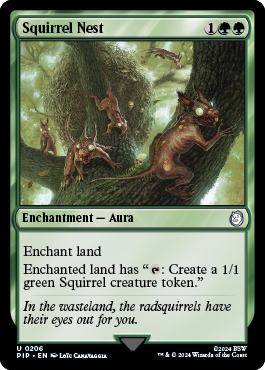 Squirrel Nest 1
Enchantment — Aura
Enchant land
Enchanted land has “: Create a 1/1
green Squirrel creature token.”
In the wasteland, the radsquirrels have
their eyes out for you.
U 0206 ©2024 BSW
PIP • EN Loïc Canavaggia ™ & © 2024 Wizards of the Coast